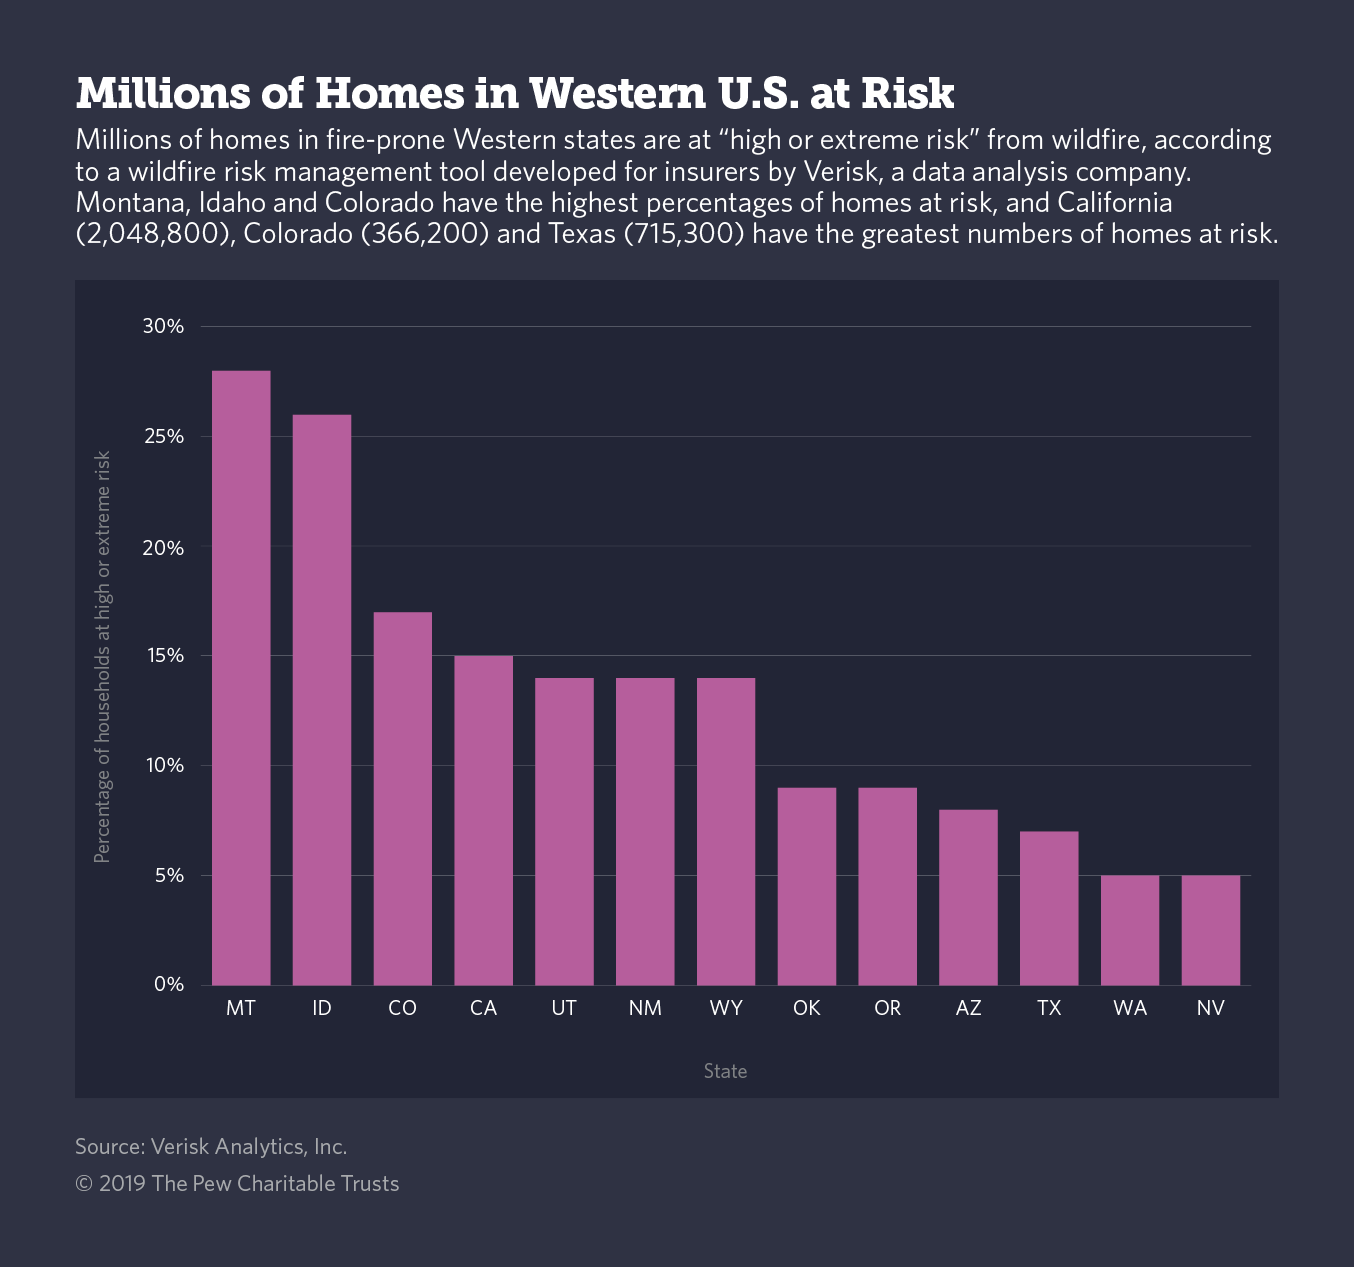 Millions of Homes in Western U.S. at Risk
Millions of homes in fire-prone Western states are at “high or extreme risk” from wildfire, according
to a wildfire risk management tool developed for insurers by Verisk, a data analysis company.
Montana, Idaho and Colorado have the highest percentages of homes at risk, and California
(2,048,800), Colorado (366,200) and Texas (715,300) have the greatest numbers of homes at risk.
Percentage of households at high or extreme risk
30%
25%
20%
15%
10%
5%
0%
MT ID CO CA UT NM WY OK OR AZ TX WA NV
State
Source: Verisk Analytics, Inc.
© 2019 The Pew Charitable Trusts